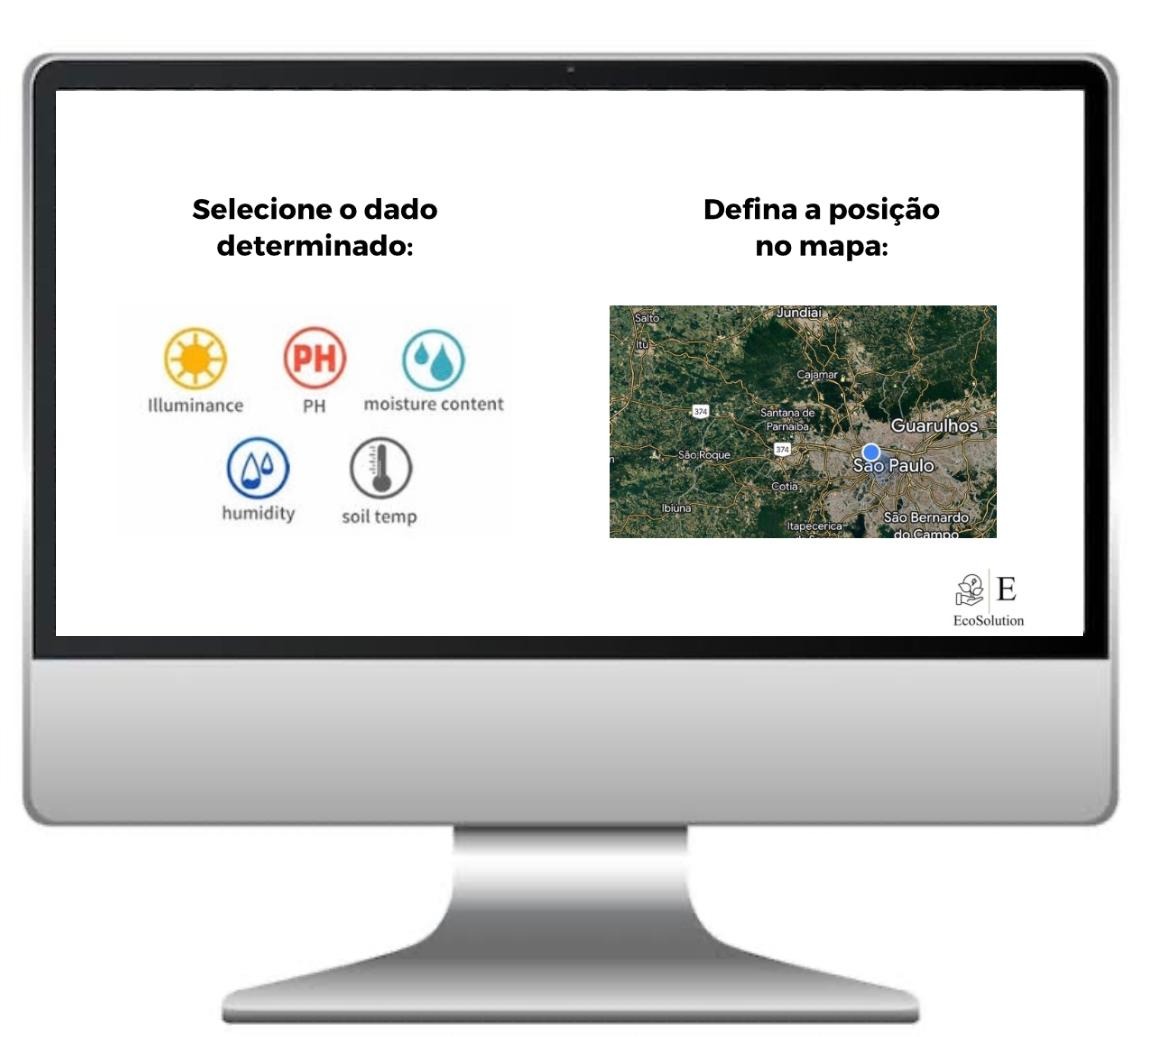 Selecione o dado
determinado:
Illuminance
PH
PH
moisture content
humidity
soil temp
Defina a posição
no mapa:
Salto
Jundiaí
Itu
Cajamar
374
Santana de
Parnaíba
Guarulhos
374
São Roque
São Paulo
Cotia
Ibiúna
Itapecerica
São Bernardo
do Campo
E
EcoSolution